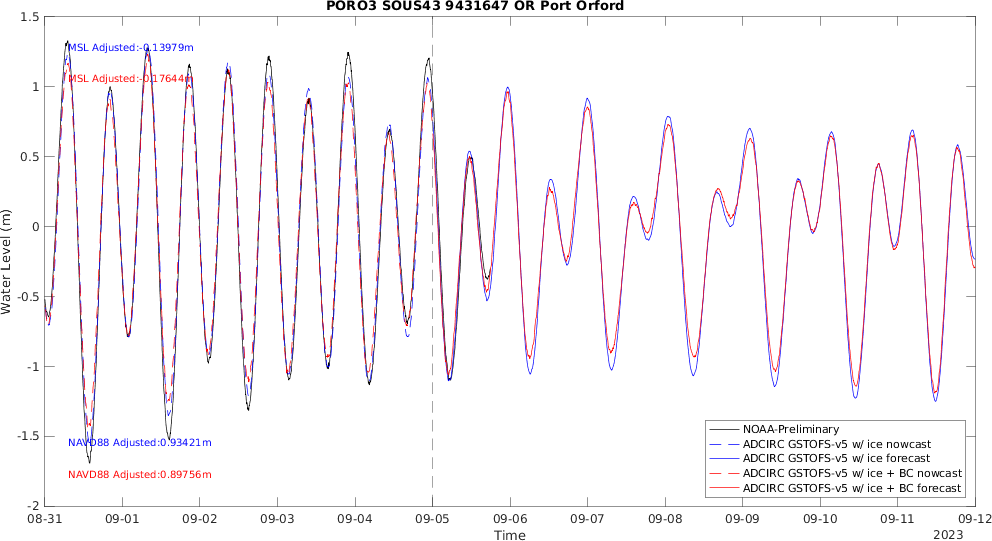 PORO3 SOUS43 9431647 OR Port Orford
1.5
1
0.5
0
-0.5
-1
-1.5
-2
Water Level (m)
MSL Adjusted:-0.13979m
MSL Adjusted:-0.17644m
NAVD88 Adjusted:0.93421m
NAVD88 Adjusted:0.89756m
NOAA-Preliminary
ADCIRC GSTOFS-v5 w/ ice nowcast
ADCIRC GSTOFS-v5 w/ ice forecast
ADCIRC GSTOFS-v5 w/ ice + BC nowcast
ADCIRC GSTOFS-v5 w/ ice + BC forecast
08-31 09-01 09-02 09-03 09-04 09-05 09-06 09-07 09-08 09-09 09-10 09-11 09-12
Time
2023